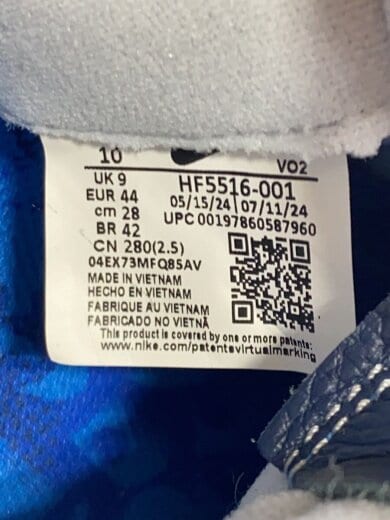 10
VO2
UK 9
EUR 44
cm 28
BR 42
CN 280(2.5)
04EX73MFQ85AV
HF5516-001
05/15/24|07/11/24
UPC 00197860587960
MADE IN VIETNAM
HECHO EN VIETNAM
FABRIQUE AU VIETNAM
FABRICADO NO VIETNÃ
This product is covered by one or more patents:
www.nike.com/patentsvirtualmarking